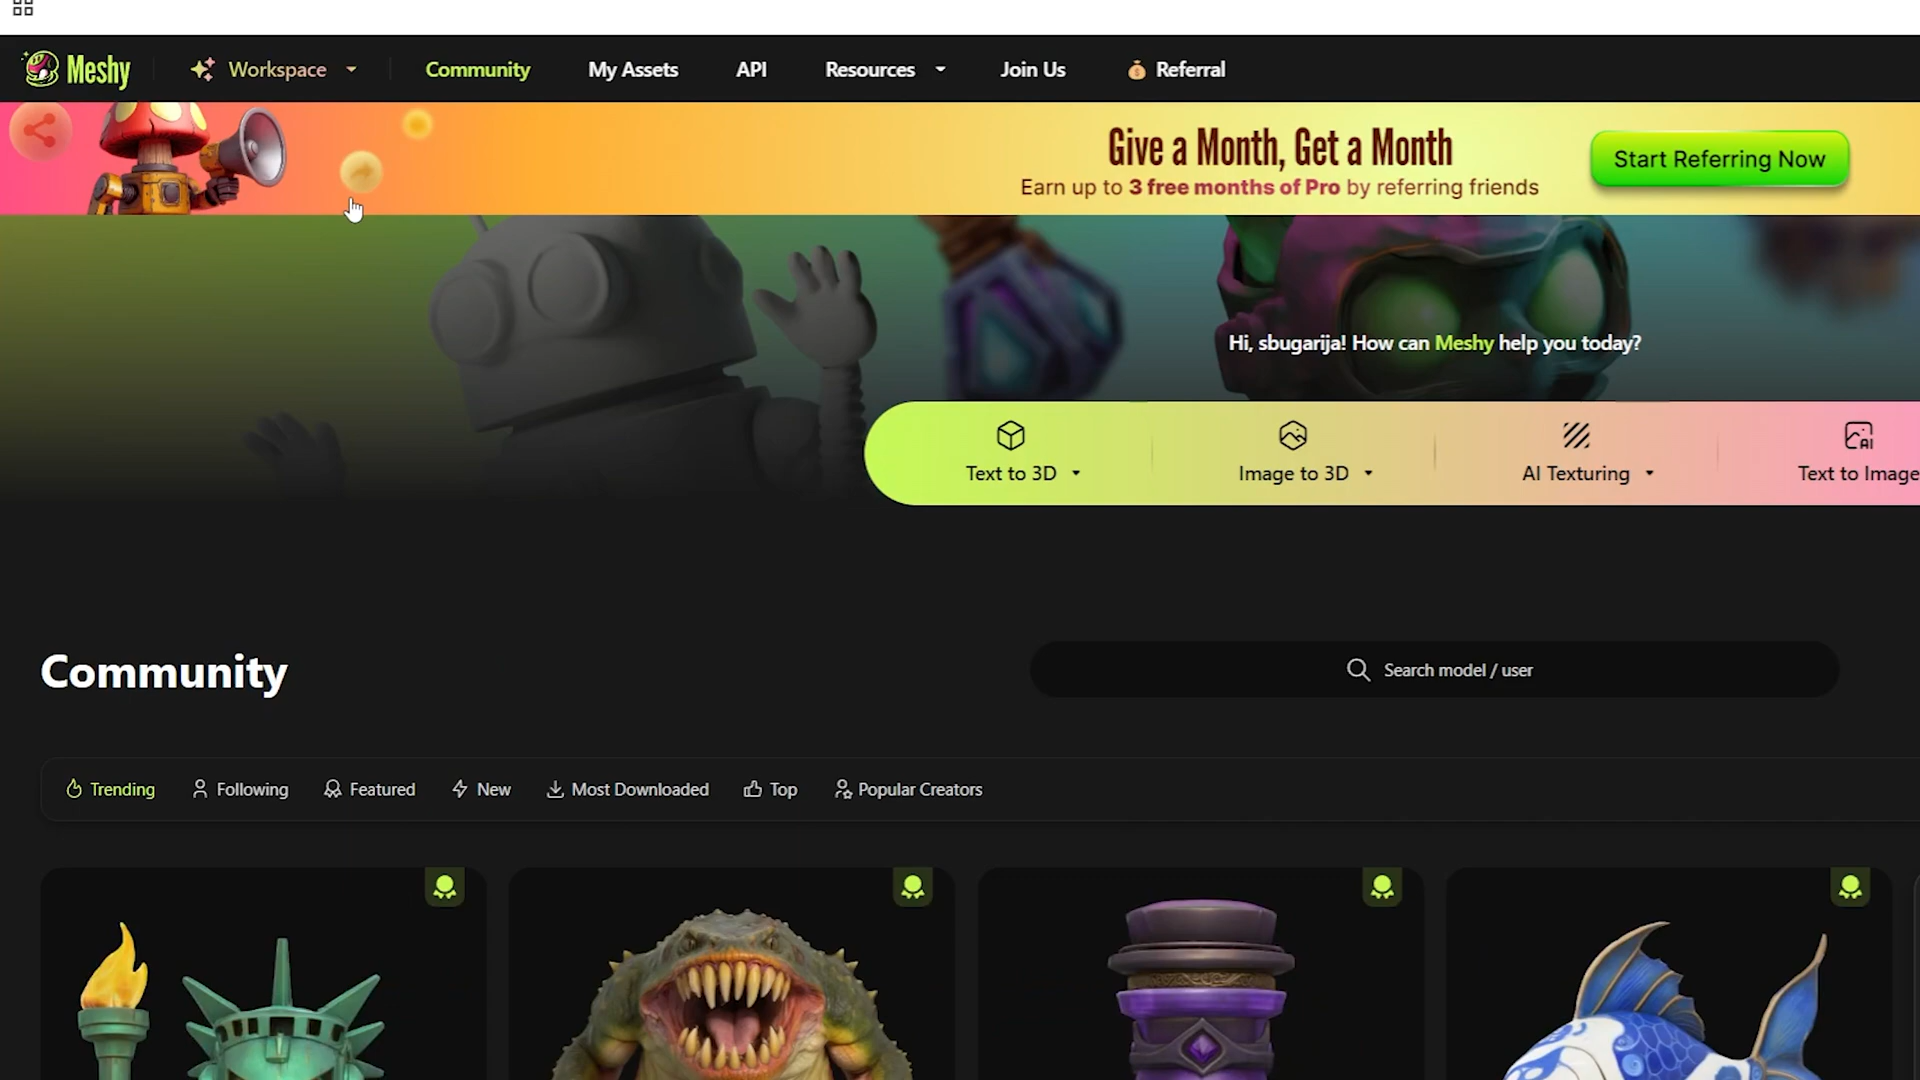 Meshy
Workspace
Community
My Assets
API
Resources
Join Us
Referral
Give a Month, Get a Month
Earn up to 3 free months of Pro by referring friends
Start Referring Now
Hi, sbugarija! How can Meshy help you today?
Text to 3D
Image to 3D
AI Texturing
AI
Text to Image
Community
Search model / user
Trending
Following
Featured
New
Most Downloaded
Top
Popular Creators